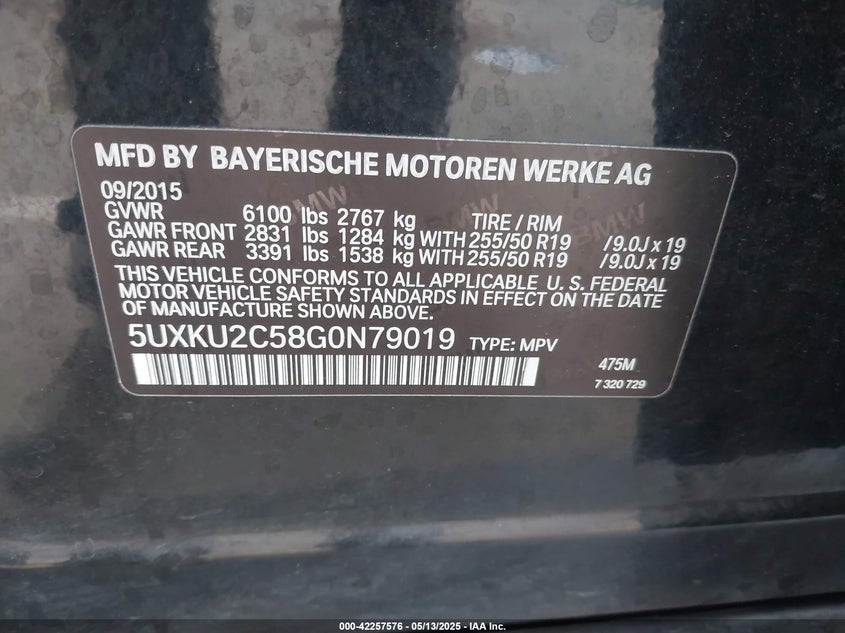 MFD BY BAYERISCHE MOTOREN WERKE AG
09/2015
GVWR 6100 lbs 2767 kg TIRE / RIM
GAWR FRONT 2831 lbs 1284 kg WITH 255/50 R19 /9.0J x 19
GAWR REAR 3391 lbs 1538 kg WITH 255/50 R19 /9.0J x 19
THIS VEHICLE CONFORMS TO ALL APPLICABLE U. S. FEDERAL
MOTOR VEHICLE SAFETY STANDARDS IN EFFECT ON THE DATE
OF MANUFACTURE SHOWN ABOVE.
5UXKU2C58G0N79019 TYPE: MPV
475M
7 320 729
000-42257576 — 05/13/2025 — IAA Inc.